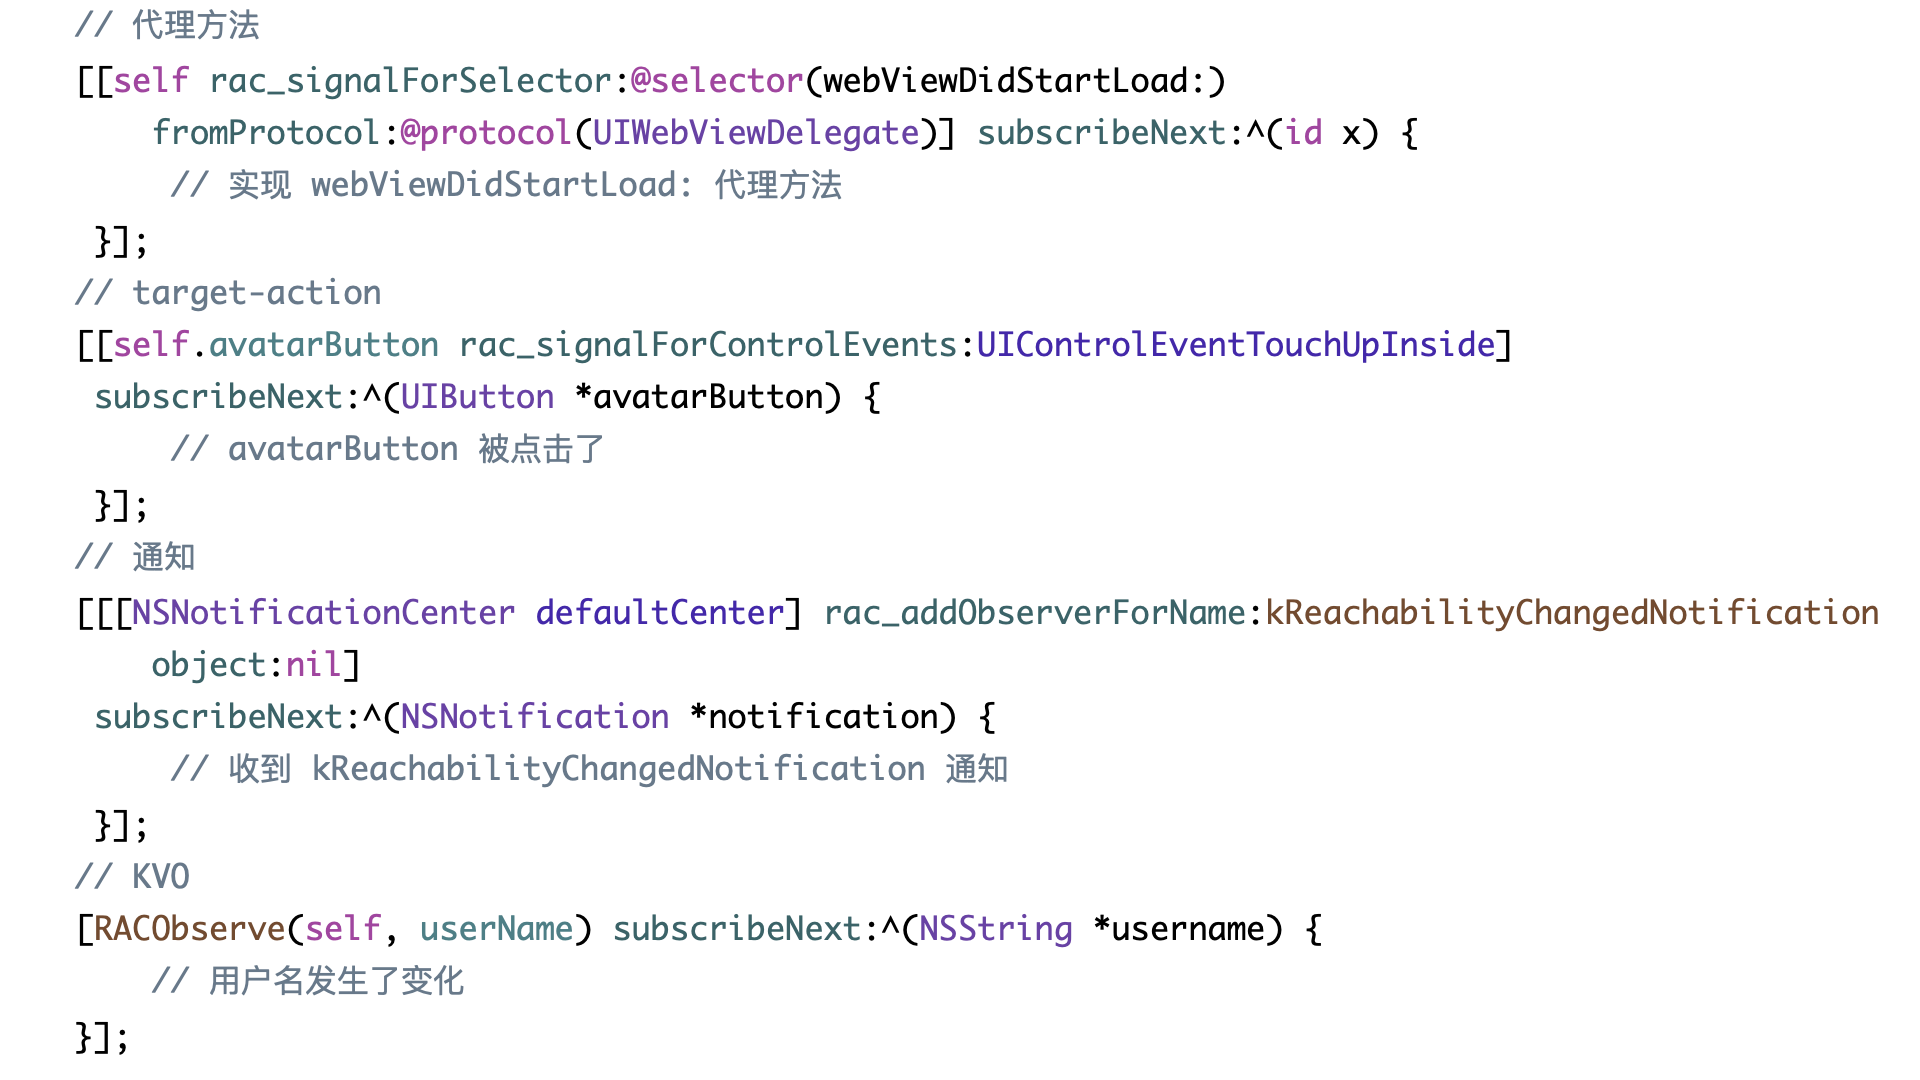 // 代理方法
[[self rac_signalForSelector:@selector(webViewDidStartLoad:)
fromProtocol:@protocol(UIWebViewDelegate)] subscribeNext:^(id x) {
// 实现 webViewDidStartLoad: 代理方法
}];
// target-action
[[self.avatarButton rac_signalForControlEvents:UIControlEventTouchUpInside]
subscribeNext:^(UIButton *avatarButton) {
// avatarButton 被点击了
}];
// 通知
[[[NSNotificationCenter defaultCenter] rac_addObserverForName:kReachabilityChangedNotification
object:nil]
subscribeNext:^(NSNotification *notification) {
// 收到 kReachabilityChangedNotification 通知
}];
// KVO
[RACObserve(self, userName) subscribeNext:^(NSString *username) {
// 用户名发生了变化
}];